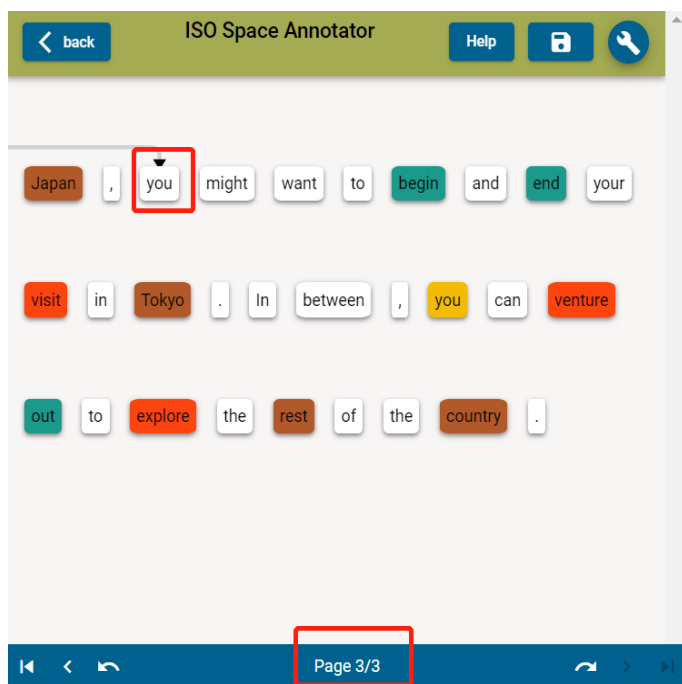 back ISO Space Annotator Help
Japan , you might want to begin and end your
visit in Tokyo . In between , you can venture
out to explore the rest of the country .
Page 3/3